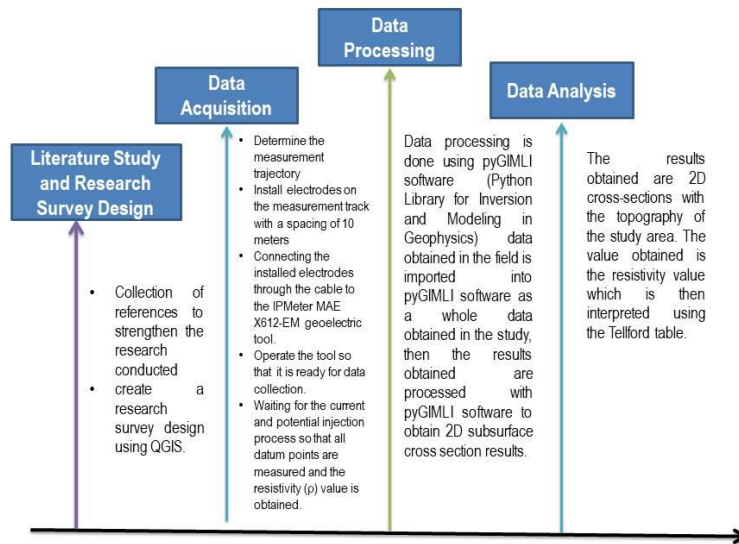 Literature Study
and Research
Survey Design
• Collection of
references to
strengthen the
research
conducted
• create a
research
survey design
using QGIS.
Data
Acquisition
• Determine the
measurement
trajectory
• Install electrodes on
the measurement track
with a spacing of 10
meters
• Connecting the
installed electrodes
through the cable to
the IPMeter MAE
X612-EM geoelectric
tool.
• Operate the tool so
that it is ready for data
collection.
• Waiting for the current
and potential injection
process so that all
datum points are
measured and the
resistivity (ρ) value is
obtained.
Data
Processing
Data processing is
done using pyGIMLI
software (Python
Library for Inversion
and Modeling in
Geophysics) data
obtained in the field is
imported into
pyGIMLI software as
a whole data
obtained in the study,
then the results
obtained are
processed with
pyGIMLI software to
obtain 2D subsurface
cross section results.
Data Analysis
The results
obtained are 2D
cross-sections with
the topography of
the study area. The
value obtained is
the resistivity value
which is then
interpreted using
the Tellford table.